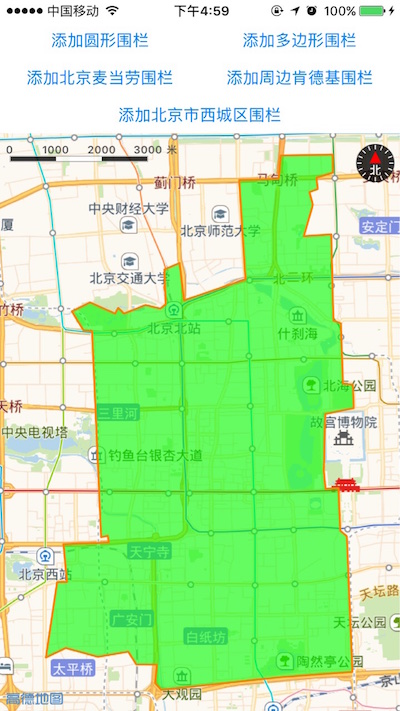 中国移动 下午4:59 100%
添加圆形围栏 添加多边形围栏
添加北京麦当劳围栏 添加周边肯德基围栏
添加北京市西城区围栏
0 1000 2000 3000 米
北
蓟门桥 马甸桥
中央财经大学
厦 北京师范大学 安定门
北京交通大学 北二环
竹桥
北京北站 什刹海
北海公园
天桥 三里河
故宫博物院
中央电视塔
钓鱼台银杏大道
天宁寺
北京西站
天坛路
广安门
天坛公园
白纸坊
太平桥 陶然亭公园
大观园 京山
高德地图